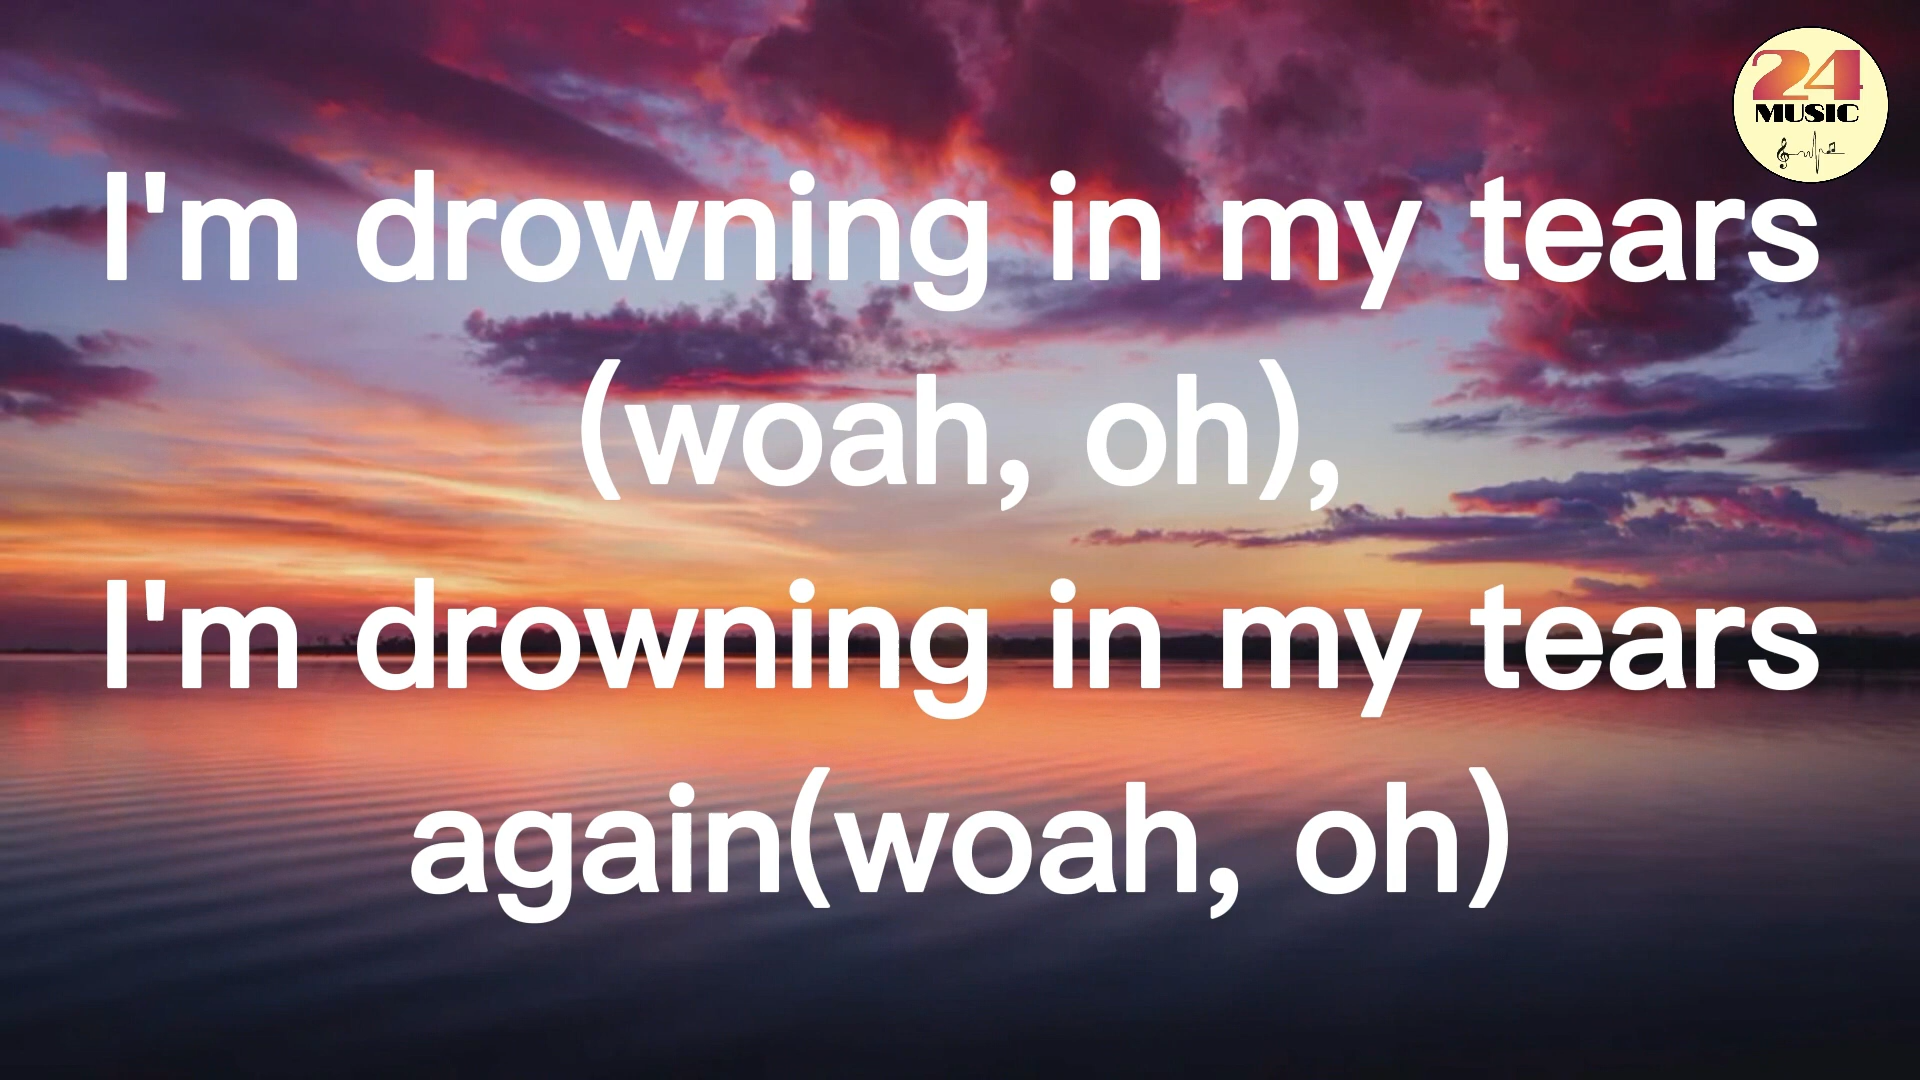 24
MUSIC
I'm drowning in my tears
(woah, oh),
I'm drowning in my tears
again(woah, oh)